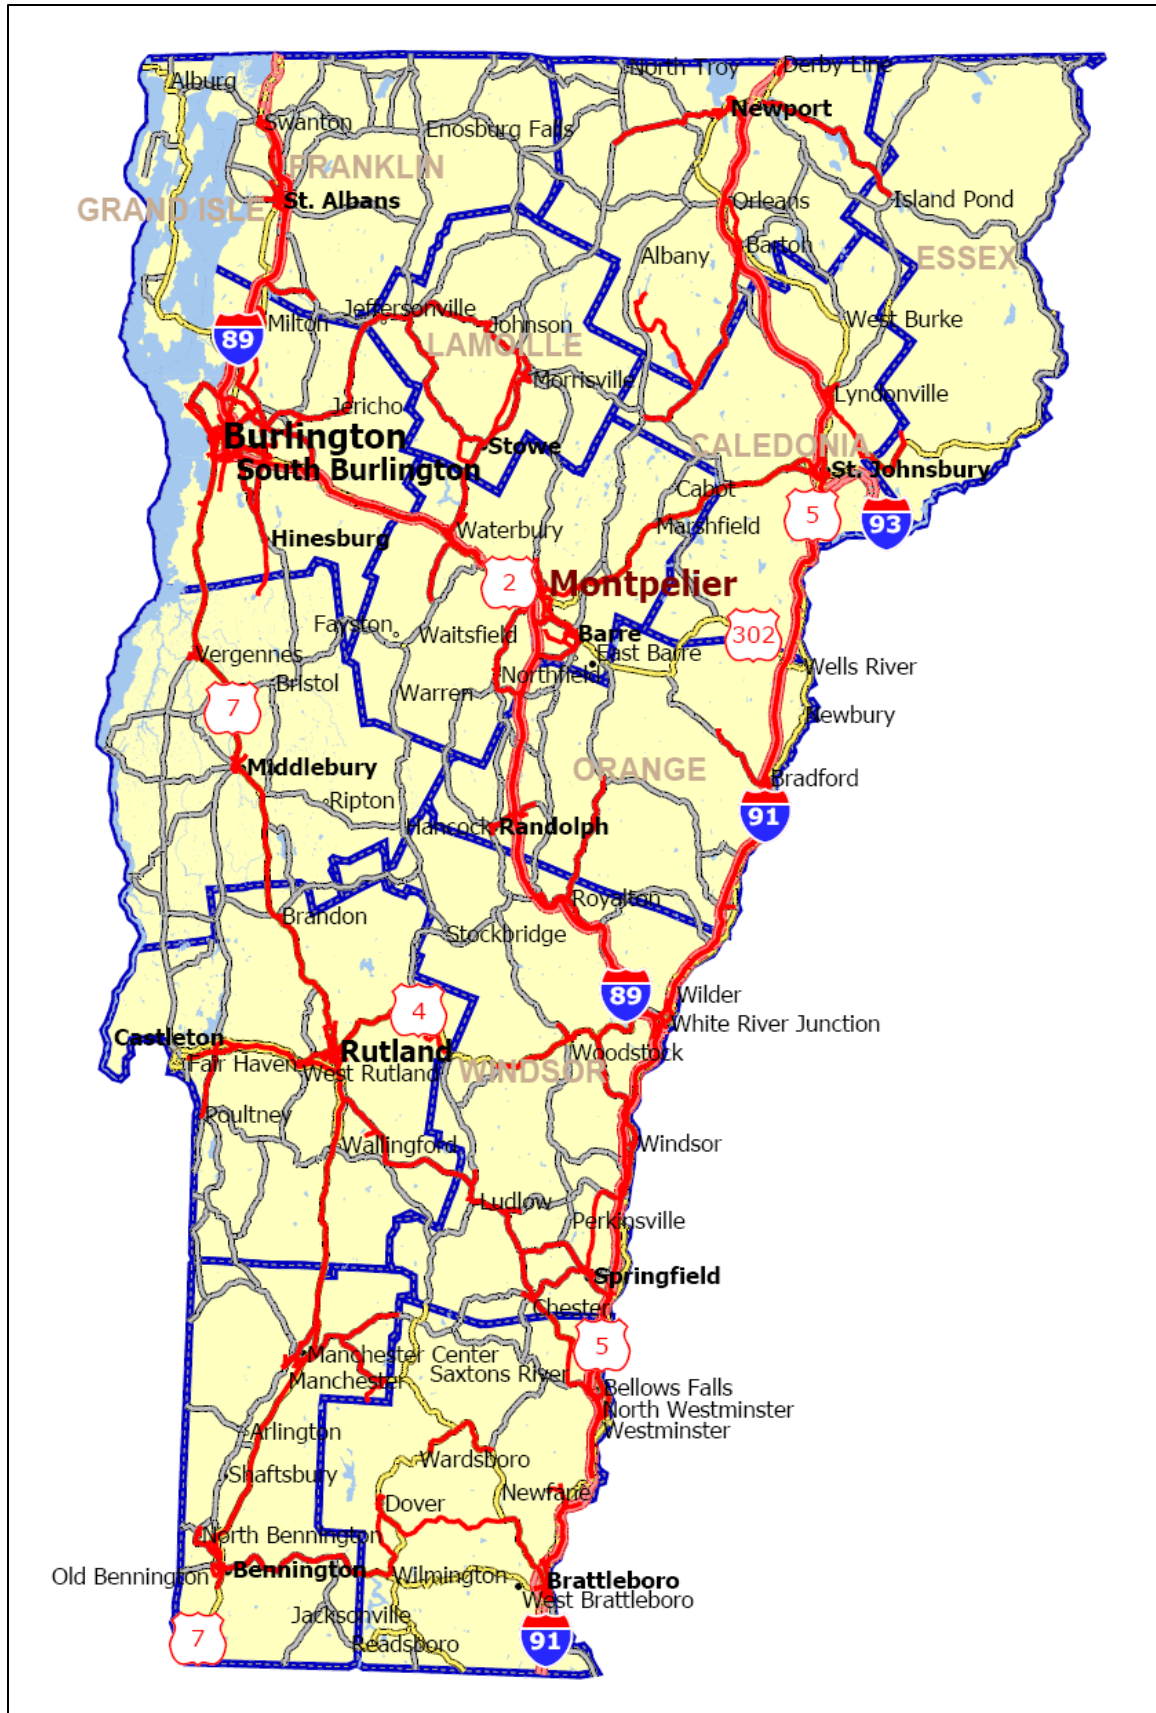 North Troy
Derby Line
Alburg
Newport
Swanton
Enosburg Falls
FRANKLIN
St. Albans
GRAND ISLE
Orleans
Island Pond
Albany
Barton
ESSEX
Jeffersonville
Milton
Johnson
West Burke
89
LAMOILLE
Morrisville
Jericho
Lyndonville
Burlington
Stowe
CALEDONIA
South Burlington
St. Johnsbury
Cabot
5
93
Waterbury
Marshfield
Hinesburg
2
Montpelier
Fayston
Waitsfield
Barre
302
East Barre
Vergennes
Wells River
Northfield
Bristol
Warren
7
Newbury
Middlebury
ORANGE
Bradford
Ripton
91
Hancock
Randolph
Royalton
Brandon
Stockbridge
89
Wilder
4
White River Junction
Castleton
Rutland
Woodstock
Fair Haven
West Rutland
WINDSOR
Poultney
Wallingford
Windsor
Ludlow
Perkinsville
Springfield
Chester
5
Manchester Center
Saxtons River
Manchester
Bellows Falls
North Westminster
Westminster
Arlington
Wardsboro
Shaftsbury
Newfane
Dover
North Bennington
Old Bennington
Bennington
Wilmington
Brattleboro
West Brattleboro
Jacksonville
7
91
Readsboro